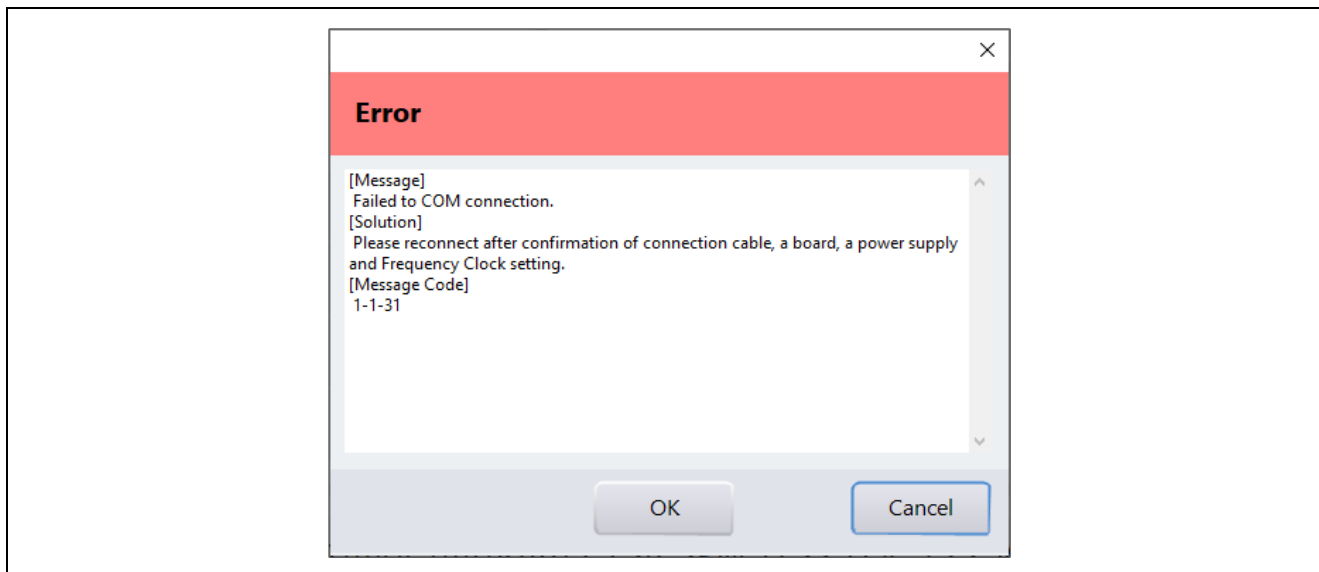 Error
[Message]
Failed to COM connection.
[Solution]
Please reconnect after confirmation of connection cable, a board, a power supply
and Frequency Clock setting.
[Message Code]
1-1-31
OK
Cancel